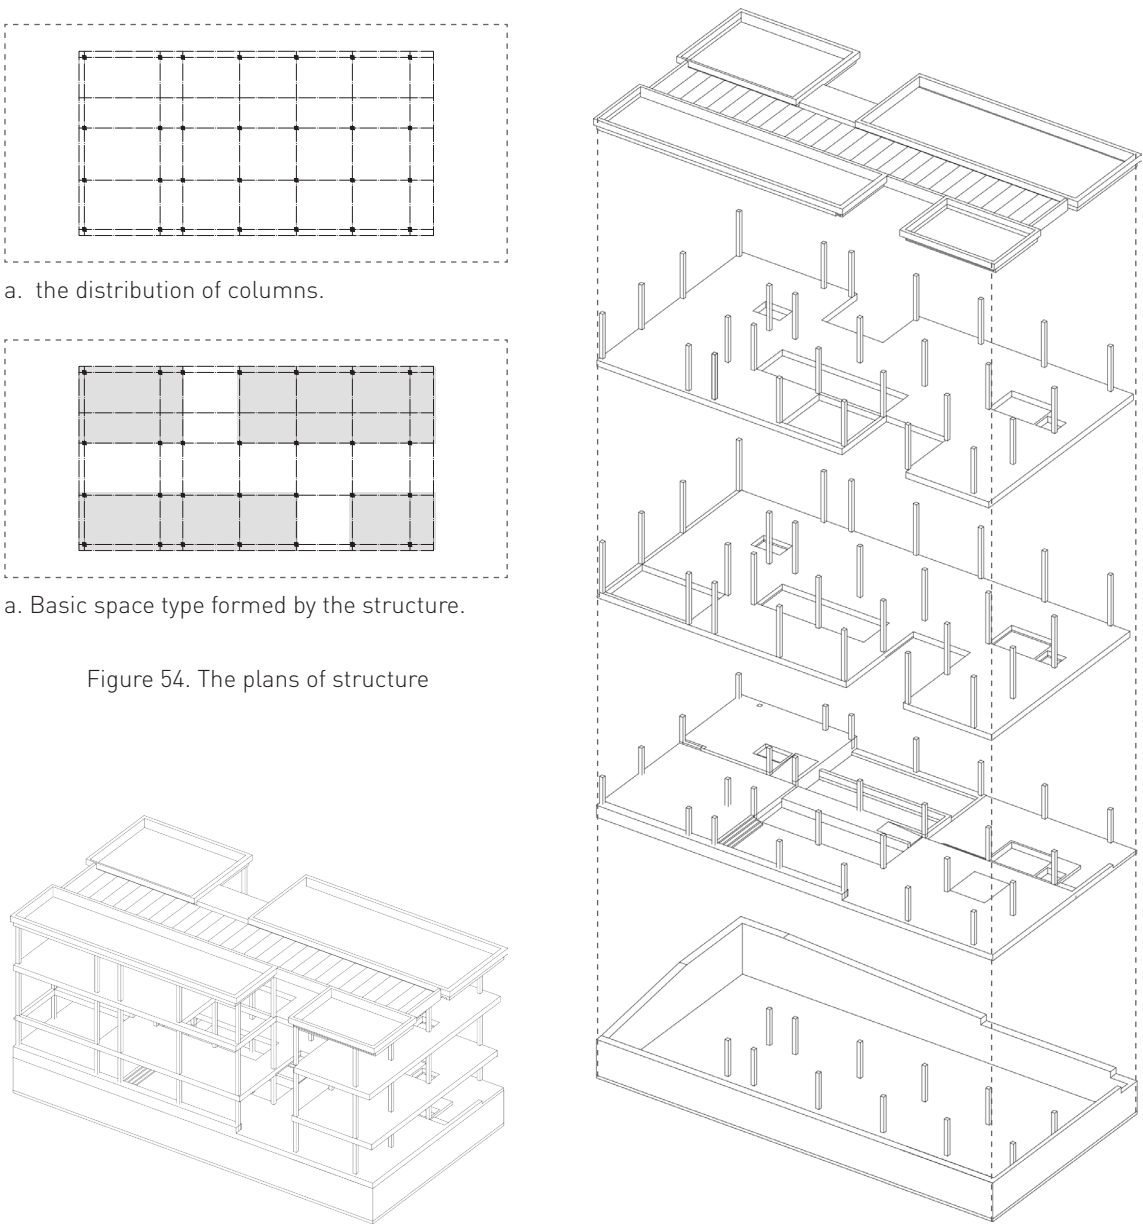 a. the distribution of columns.
a. Basic space type formed by the structure.
Figure 54. The plans of structure